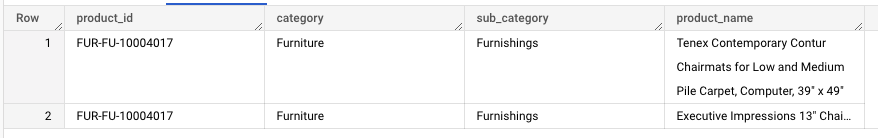 Row product_id category sub_category product_name
1 FUR-FU-10004017 Furniture Furnishings Tenex Contemporary Contur
Chairmats for Low and Medium
Pile Carpet, Computer, 39" x 49"
2 FUR-FU-10004017 Furniture Furnishings Executive Impressions 13" Chai...